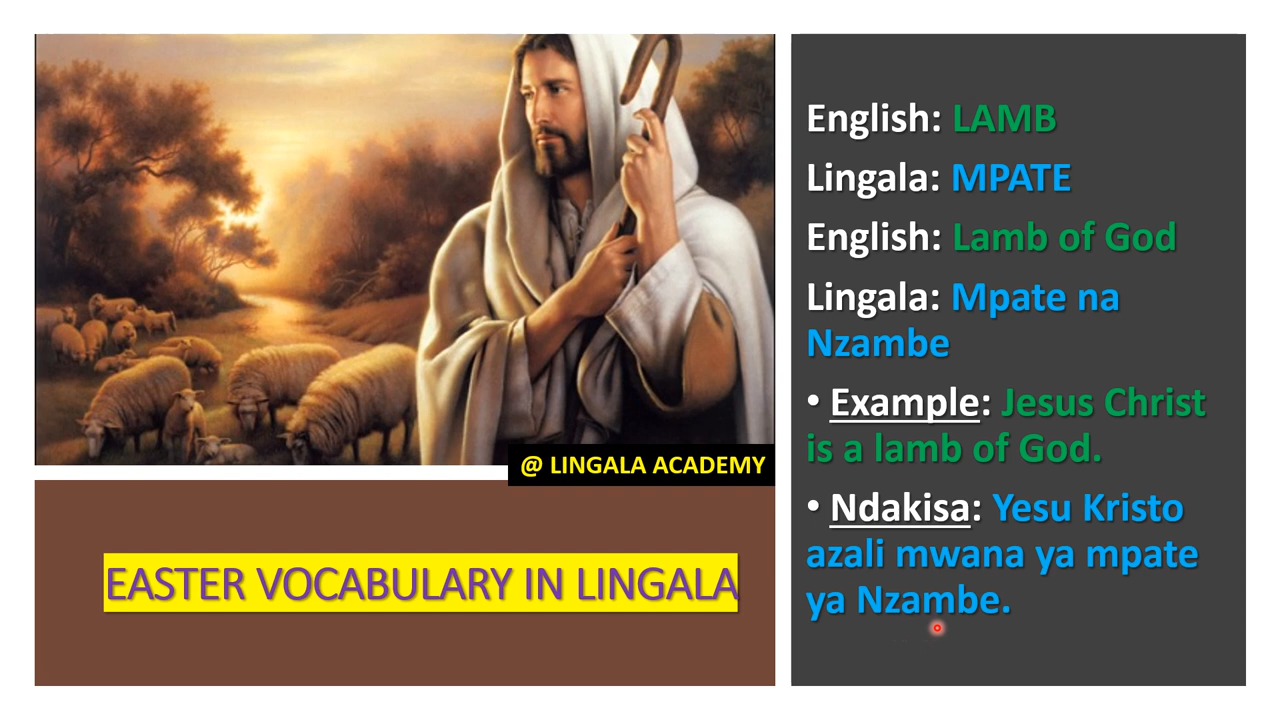 @ LINGALA ACADEMY
EASTER VOCABULARY IN LINGALA
English: LAMB
Lingala: MPATE
English: Lamb of God
Lingala: Mpate na
Nzambe
• Example: Jesus Christ
is a lamb of God.
• Ndakisa: Yesu Kristo
azali mwana ya mpate
ya Nzambe.